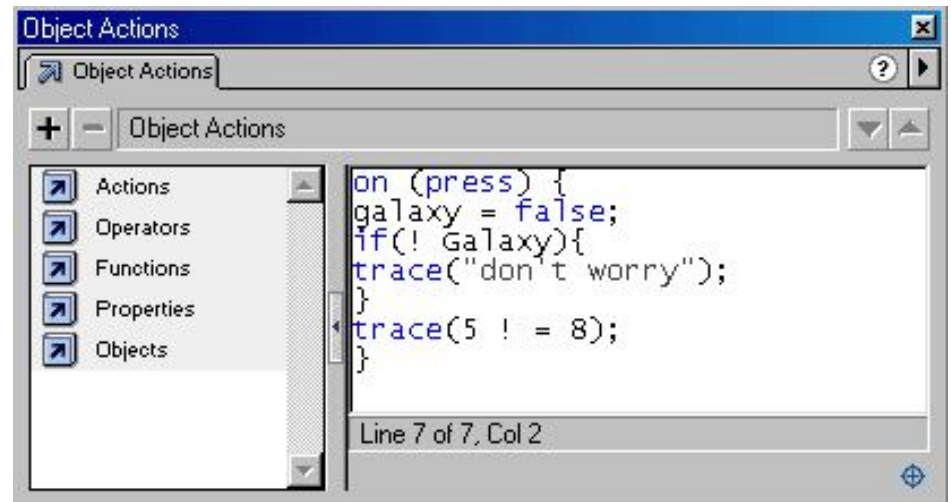 Object Actions
Object Actions
?
+ - Object Actions
Actions
Operators
Functions
Properties
Objects
on (press) {
galaxy = false;
if(! Galaxy){
trace("don't worry");
}
trace(5 ! = 8);
}
Line 7 of 7, Col 2